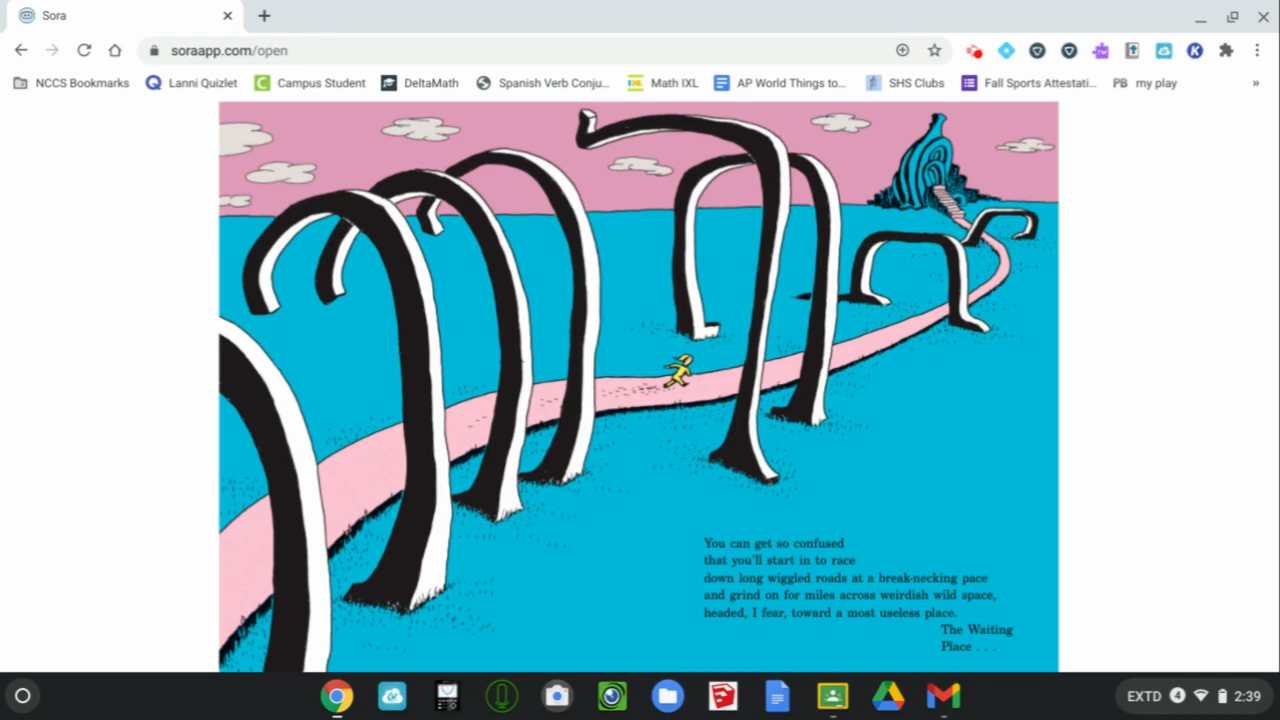 Sora
soraapp.com/open
NCCS Bookmarks
Lanni Quizlet
Campus Student
DeltaMath
Spanish Verb Conju...
Math IXL
AP World Things to...
SHS Clubs
Fall Sports Attestati...
PB my play
You can get so confused
that you'll start in to race
down long wiggled roads at a break-necking pace
and grind on for miles across weirdish wild space,
headed, I fear, toward a most useless place.
The Waiting
Place . . .
EXTD 4 2:39